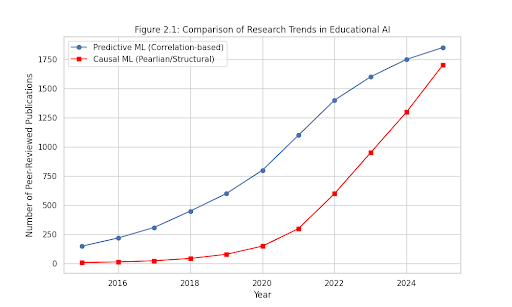 Figure 2.1: Comparison of Research Trends in Educational AI
Predictive ML (Correlation-based)
Causal ML (Pearlian/Structural)
Number of Peer-Reviewed Publications
1750
1500
1250
1000
750
500
250
0
2016
2018
2020
2022
2024
Year